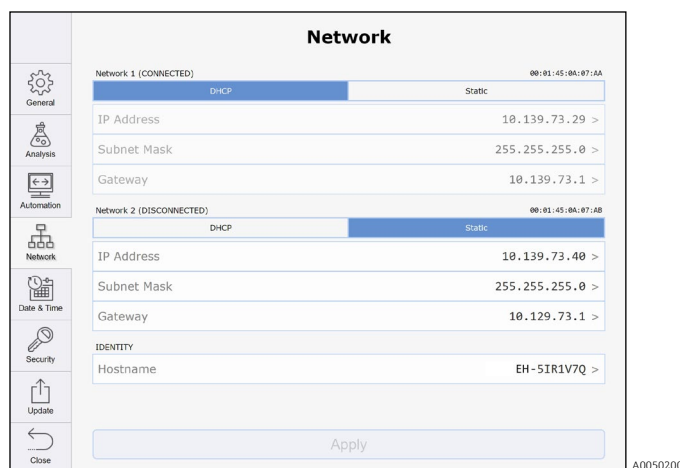 Network
General
Analysis
Automation
Network
Date & Time
Security
Update
Close
Network 1 (CONNECTED) 00:01:45:0A:07:AA
DHCP Static
IP Address 10.139.73.29 >
Subnet Mask 255.255.255.0 >
Gateway 10.139.73.1 >
Network 2 (DISCONNECTED) 00:01:45:0A:07:AB
DHCP Static
IP Address 10.139.73.40 >
Subnet Mask 255.255.255.0 >
Gateway 10.129.73.1 >
IDENTITY
Hostname EH-5IR1V7Q >
Apply
A0050200